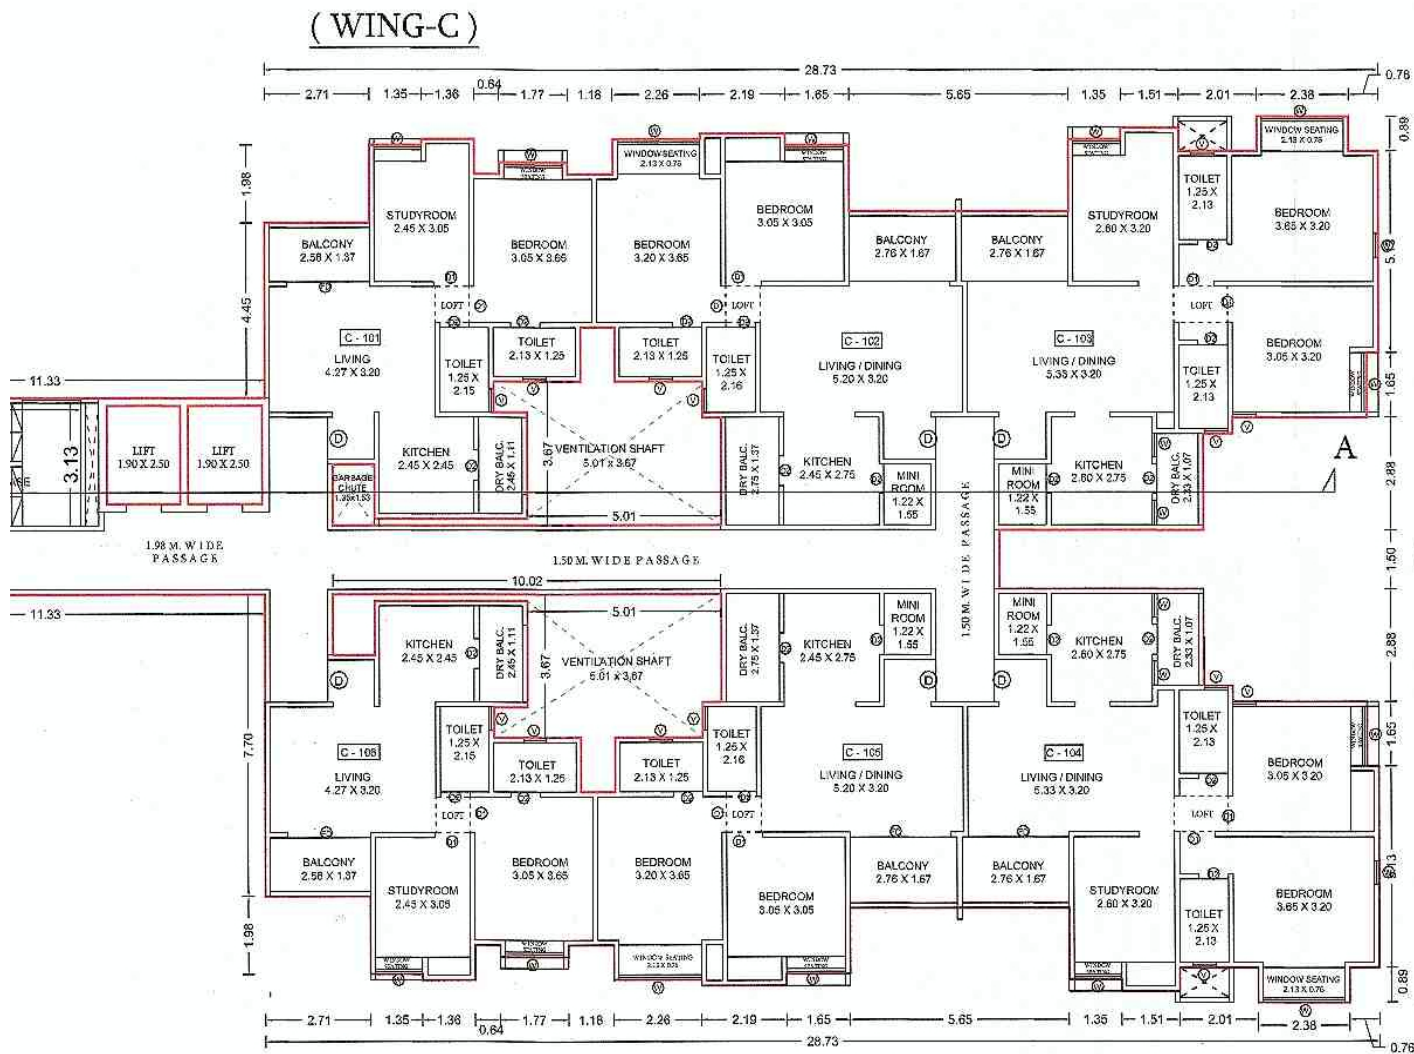 ( WING-C )
28.73
0.76
2.71
1.35
1.36
0.64
1.77
1.18
2.26
2.19
1.65
5.65
1.35
1.51
2.01
2.38
0.89
WINDOW SEATING
2.13 X 0.76
WINDOW SEATING
2.13 X 0.76
1.98
STUDYROOM
2.45 X 3.05
BEDROOM
3.05 X 3.65
BEDROOM
3.20 X 3.65
BEDROOM
3.05 X 3.05
STUDYROOM
2.60 X 3.20
TOILET
1.25 X
2.13
BEDROOM
3.65 X 3.20
BALCONY
2.58 X 1.37
BALCONY
2.76 X 1.67
BALCONY
2.76 X 1.67
4.45
LOFT
LOFT
LOFT
C - 101
LIVING
4.27 X 3.20
TOILET
1.25 X
2.15
TOILET
2.13 X 1.25
TOILET
2.13 X 1.25
TOILET
1.25 X
2.16
C - 102
LIVING / DINING
5.20 X 3.20
C - 103
LIVING / DINING
5.33 X 3.20
TOILET
1.25 X
2.13
BEDROOM
3.05 X 3.20
1.65
11.33
3.13
LIFT
1.90 X 2.50
LIFT
1.90 X 2.50
D
GARBAGE
CHUTE
KITCHEN
2.45 X 2.45
DRY BALC.
2.45 X 1.11
VENTILATION SHAFT
5.01 x 3.67
3.67
5.01
DRY BALC.
2.75 X 1.37
KITCHEN
2.45 X 2.75
D
MINI
ROOM
1.22 X
1.55
D
MINI
ROOM
1.22 X
1.55
KITCHEN
2.60 X 2.75
DRY BALC.
2.33 X 1.07
A
2.88
1.98 M. WIDE
PASSAGE
1.50 M. WIDE PASSAGE
1.50 M. WIDE PASSAGE
1.50
10.02
11.33
5.01
KITCHEN
2.45 X 2.45
DRY BALC.
2.45 X 1.11
3.67
VENTILATION SHAFT
5.01 x 3.67
DRY BALC.
2.75 X 1.37
KITCHEN
2.45 X 2.75
MINI
ROOM
1.22 X
1.55
MINI
ROOM
1.22 X
1.55
KITCHEN
2.60 X 2.75
DRY BALC.
2.33 X 1.07
2.88
D
D
D
7.70
C - 106
LIVING
4.27 X 3.20
TOILET
1.25 X
2.15
TOILET
2.13 X 1.25
TOILET
2.13 X 1.25
TOILET
1.25 X
2.16
C - 105
LIVING / DINING
5.20 X 3.20
C - 104
LIVING / DINING
5.33 X 3.20
TOILET
1.25 X
2.13
BEDROOM
3.05 X 3.20
1.65
LOFT
LOFT
LOFT
BALCONY
2.58 X 1.37
STUDYROOM
2.45 X 3.05
BEDROOM
3.05 X 3.65
BEDROOM
3.20 X 3.65
BEDROOM
3.05 X 3.05
BALCONY
2.76 X 1.67
BALCONY
2.76 X 1.67
STUDYROOM
2.60 X 3.20
TOILET
1.25 X
2.13
BEDROOM
3.65 X 3.20
1.98
WINDOW SEATING
2.13 X 0.76
WINDOW SEATING
2.13 X 0.76
0.89
2.71
1.35
1.36
0.64
1.77
1.18
2.26
2.19
1.65
5.65
1.35
1.51
2.01
2.38
28.73
0.76